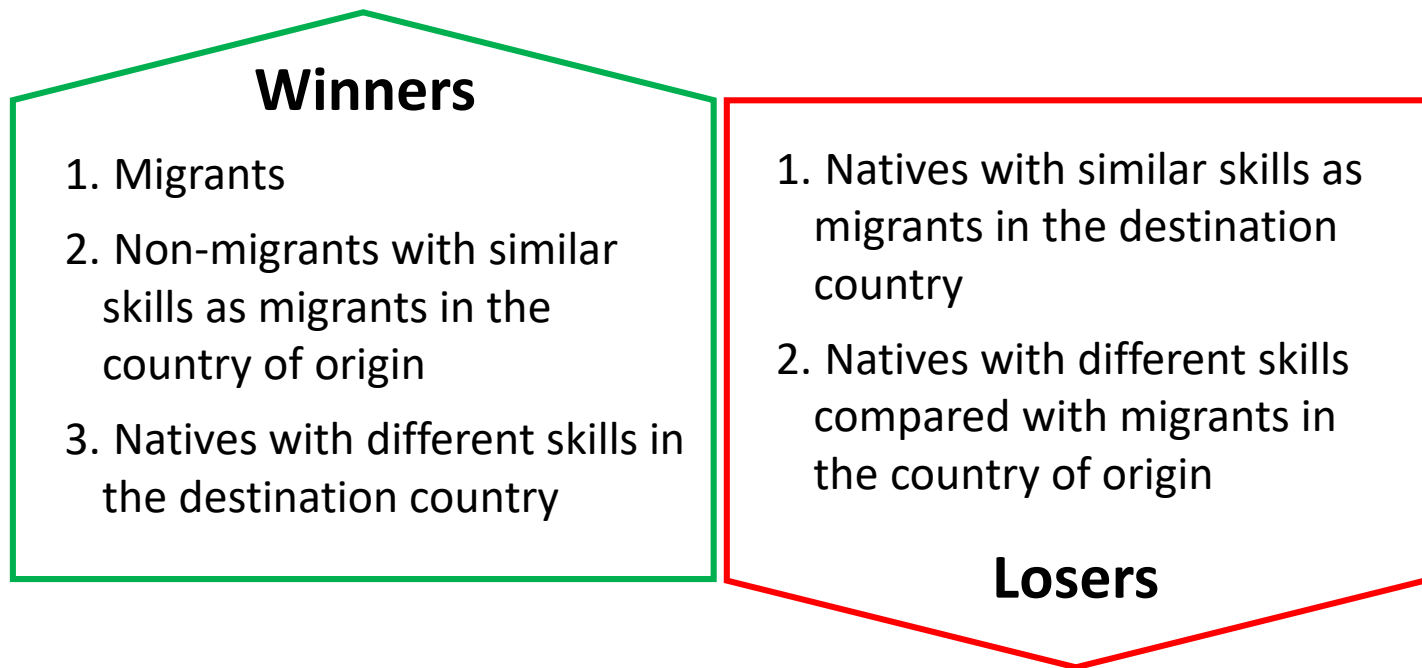 Winners
1. Migrants
2. Non-migrants with similar
skills as migrants in the
country of origin
3. Natives with different skills in
the destination country
1. Natives with similar skills as
migrants in the destination
country
2. Natives with different skills
compared with migrants in
the country of origin
Losers